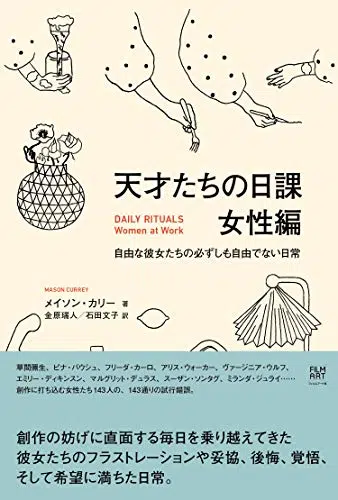 天才たちの日課
DAILY RITUALS
Women at Work
女性編
自由な彼女たちの必ずしも自由でない日常
MASON CURREY
メイソン・カリー 著
金原瑞人／石田文子 訳
草間彌生、ピナ・バウシュ、フリーダ・カーロ、アリス・ウォーカー、ヴァージニア・ウルフ、
エミリー・ディキンスン、マルグリット・デュラス、スーザン・ソンタグ、ミランダ・ジュライ……
創作に打ち込む女性たち143人の、143通りの試行錯誤。
FILM
ART
フィルムアート社
創作の妨げに直面する毎日を乗り越えてきた
彼女たちのフラストレーションや妥協、後悔、覚悟、
そして希望に満ちた日常。